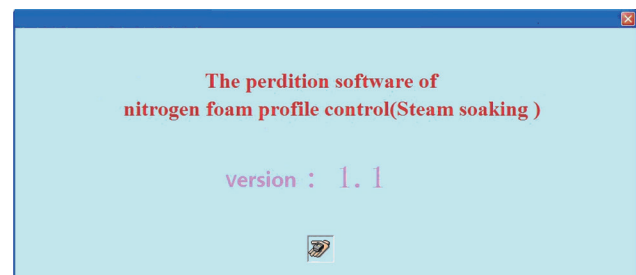 The perdition software of
nitrogen foam profile control(Steam soaking )
version : 1. 1